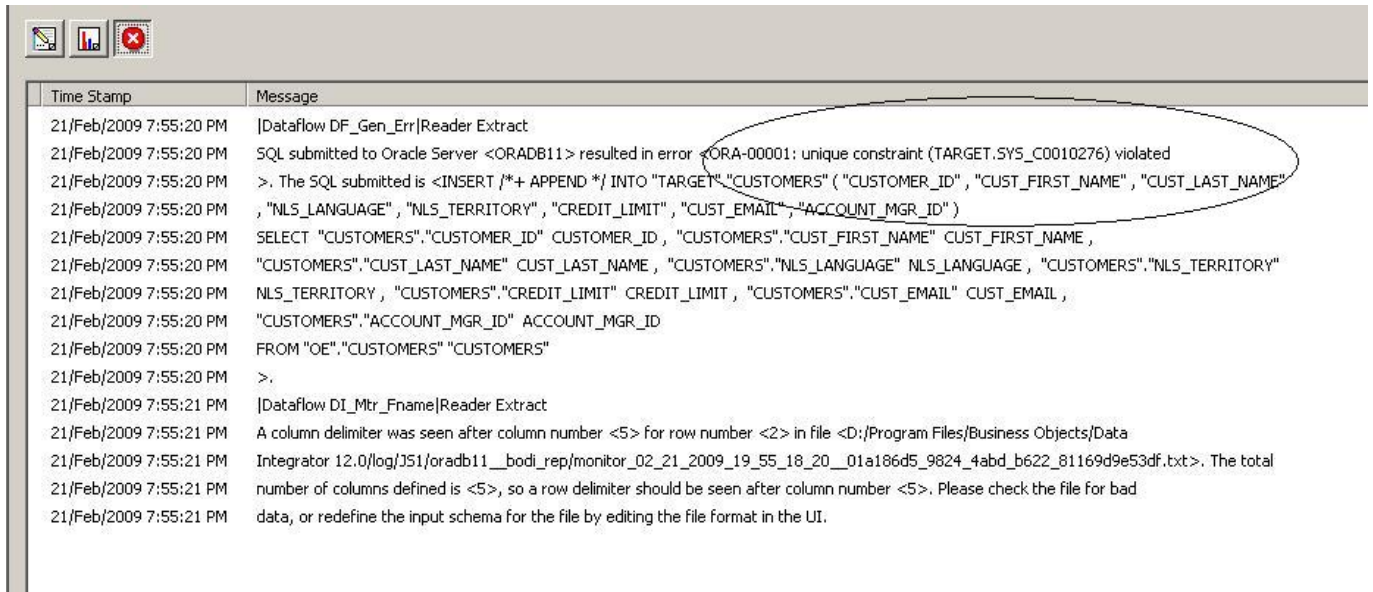 Time Stamp Message
21/Feb/2009 7:55:20 PM |Dataflow DF_Gen_Err|Reader Extract
21/Feb/2009 7:55:20 PM SQL submitted to Oracle Server <ORADB11> resulted in error <ORA-00001: unique constraint (TARGET.SYS_C0010276) violated
21/Feb/2009 7:55:20 PM >. The SQL submitted is <INSERT /*+ APPEND */ INTO "TARGET"."CUSTOMERS" ( "CUSTOMER_ID" , "CUST_FIRST_NAME" , "CUST_LAST_NAME"
21/Feb/2009 7:55:20 PM , "NLS_LANGUAGE" , "NLS_TERRITORY" , "CREDIT_LIMIT" , "CUST_EMAIL" , "ACCOUNT_MGR_ID" )
21/Feb/2009 7:55:20 PM SELECT "CUSTOMERS"."CUSTOMER_ID" CUSTOMER_ID , "CUSTOMERS"."CUST_FIRST_NAME" CUST_FIRST_NAME ,
21/Feb/2009 7:55:20 PM "CUSTOMERS"."CUST_LAST_NAME" CUST_LAST_NAME , "CUSTOMERS"."NLS_LANGUAGE" NLS_LANGUAGE , "CUSTOMERS"."NLS_TERRITORY"
21/Feb/2009 7:55:20 PM NLS_TERRITORY , "CUSTOMERS"."CREDIT_LIMIT" CREDIT_LIMIT , "CUSTOMERS"."CUST_EMAIL" CUST_EMAIL ,
21/Feb/2009 7:55:20 PM "CUSTOMERS"."ACCOUNT_MGR_ID" ACCOUNT_MGR_ID
21/Feb/2009 7:55:20 PM FROM "OE"."CUSTOMERS" "CUSTOMERS"
21/Feb/2009 7:55:20 PM >.
21/Feb/2009 7:55:21 PM |Dataflow DI_Mtr_Fname|Reader Extract
21/Feb/2009 7:55:21 PM A column delimiter was seen after column number <5> for row number <2> in file <D:/Program Files/Business Objects/Data
21/Feb/2009 7:55:21 PM Integrator 12.0/log/JS1/oradb11__bodi_rep/monitor_02_21_2009_19_55_18_20__01a186d5_9824_4abd_b622_81169d9e53df.txt>. The total
21/Feb/2009 7:55:21 PM number of columns defined is <5>, so a row delimiter should be seen after column number <5>. Please check the file for bad
21/Feb/2009 7:55:21 PM data, or redefine the input schema for the file by editing the file format in the UI.